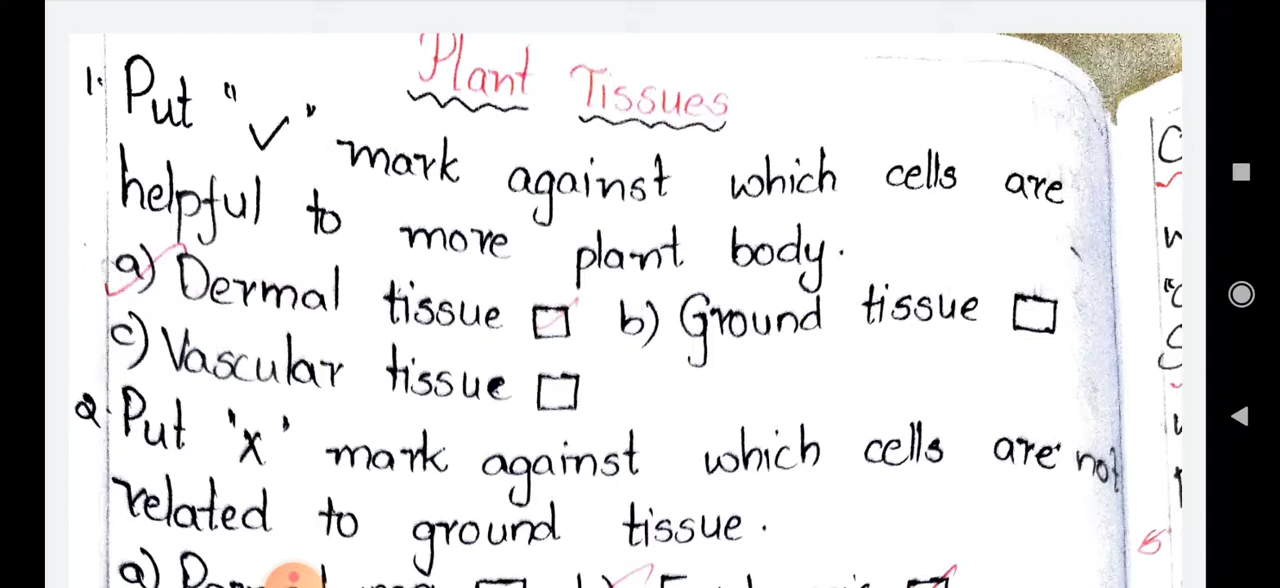 Plant Tissues
1. Put "✓" mark against which cells are
helpful to more plant body.
a) Dermal tissue ☐ b) Ground tissue ☐
c) Vascular tissue ☐
2. Put 'x' mark against which cells are not
related to ground tissue.